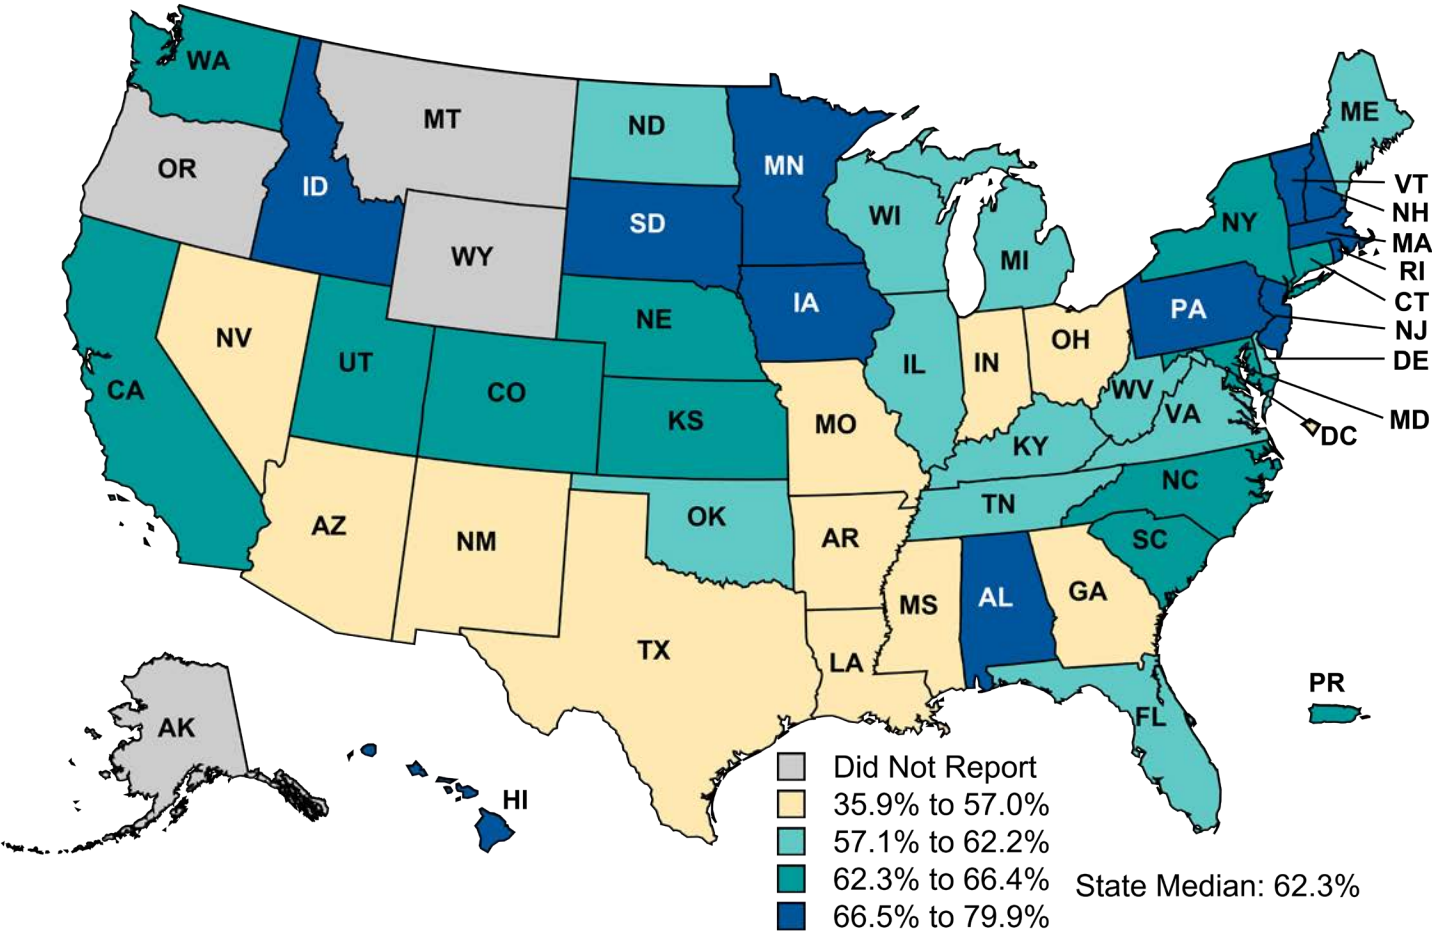 WA
ME
MT
ND
MN
OR
ID
VT
NH
WI
SD
NY
MA
WY
MI
RI
IA
CT
PA
NE
NJ
NV
OH
DE
UT
IN
IL
CA
CO
WV
VA
MD
KS
MO
DC
KY
NC
TN
OK
AZ
AR
SC
NM
GA
AL
MS
TX
LA
PR
FL
AK
HI
Did Not Report
35.9% to 57.0%
57.1% to 62.2%
62.3% to 66.4%
State Median: 62.3%
66.5% to 79.9%